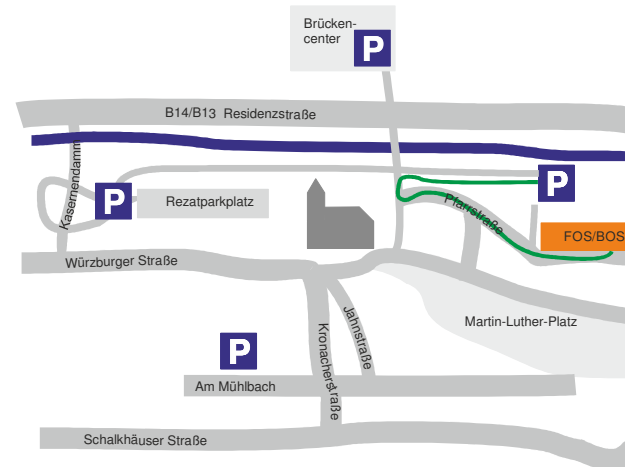 Brücken-
center
P
B14/B13 Residenzstraße
Kasernendamm
P
Rezatparkplatz
P
Pfarrstraße
FOS/BOS
Würzburger Straße
Martin-Luther-Platz
Jahnstraße
Kronacherstraße
P
Am Mühlbach
Schalkhäuser Straße